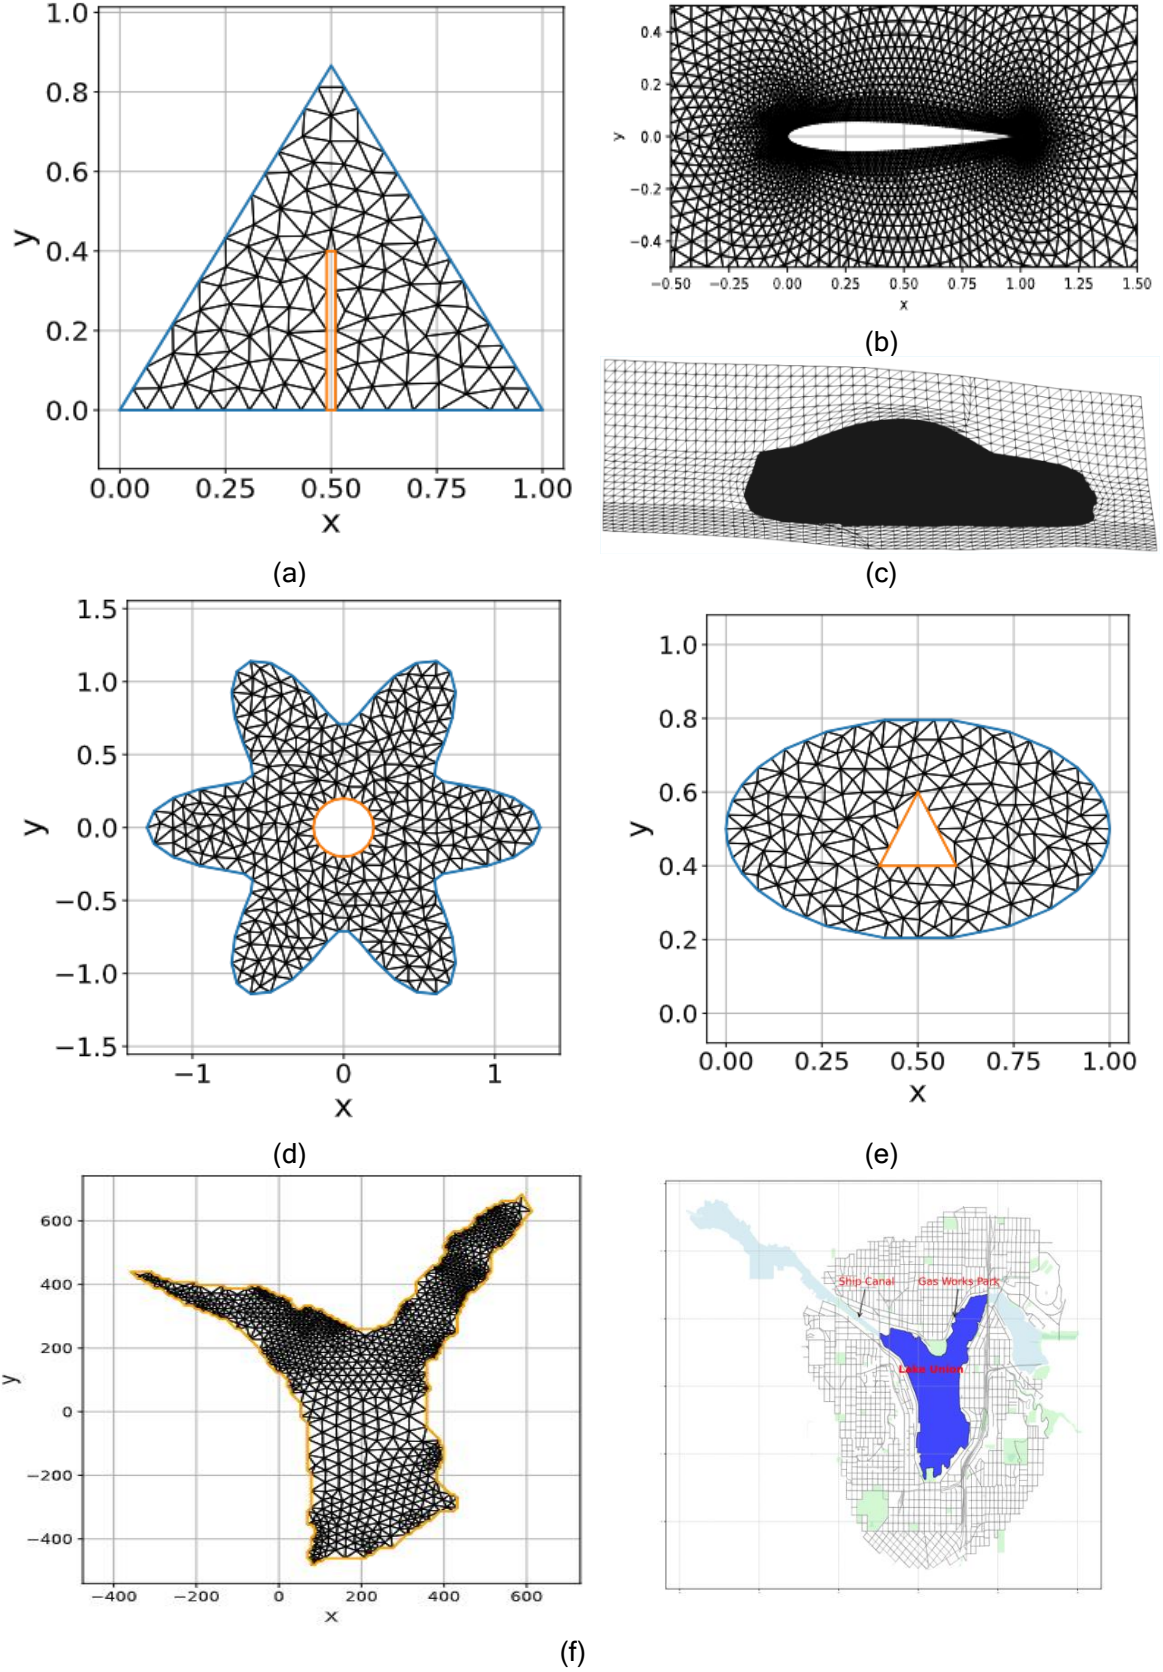 1.0
0.8
0.6
0.4
0.2
0.0
y
0.00 0.25 0.50 0.75 1.00
x
(a)
0.4
0.2
0.0
−0.2
−0.4
y
−0.50 −0.25 0.00 0.25 0.50 0.75 1.00 1.25 1.50
x
(b)
(c)
1.5
1.0
0.5
0.0
−0.5
−1.0
−1.5
y
−1 0 1
x
(d)
1.0
0.8
0.6
0.4
0.2
0.0
y
0.00 0.25 0.50 0.75 1.00
x
(e)
600
400
200
0
−200
−400
y
−400 −200 0 200 400 600
x
Ship Canal Gas Works Park
Lake Union
(f)